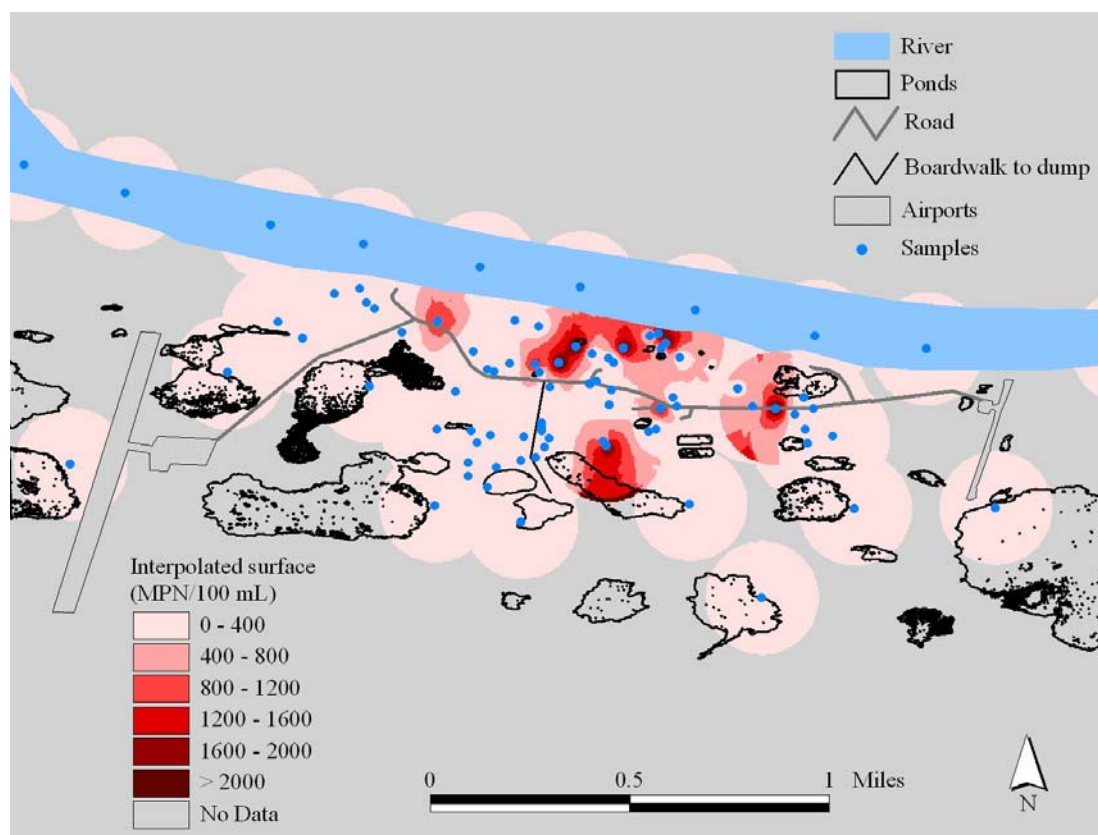 River
Ponds
Road
Boardwalk to dump
Airports
Samples
Interpolated surface
(MPN/100 mL)
0 - 400
400 - 800
800 - 1200
1200 - 1600
1600 - 2000
> 2000
No Data
0 0.5 1 Miles
N